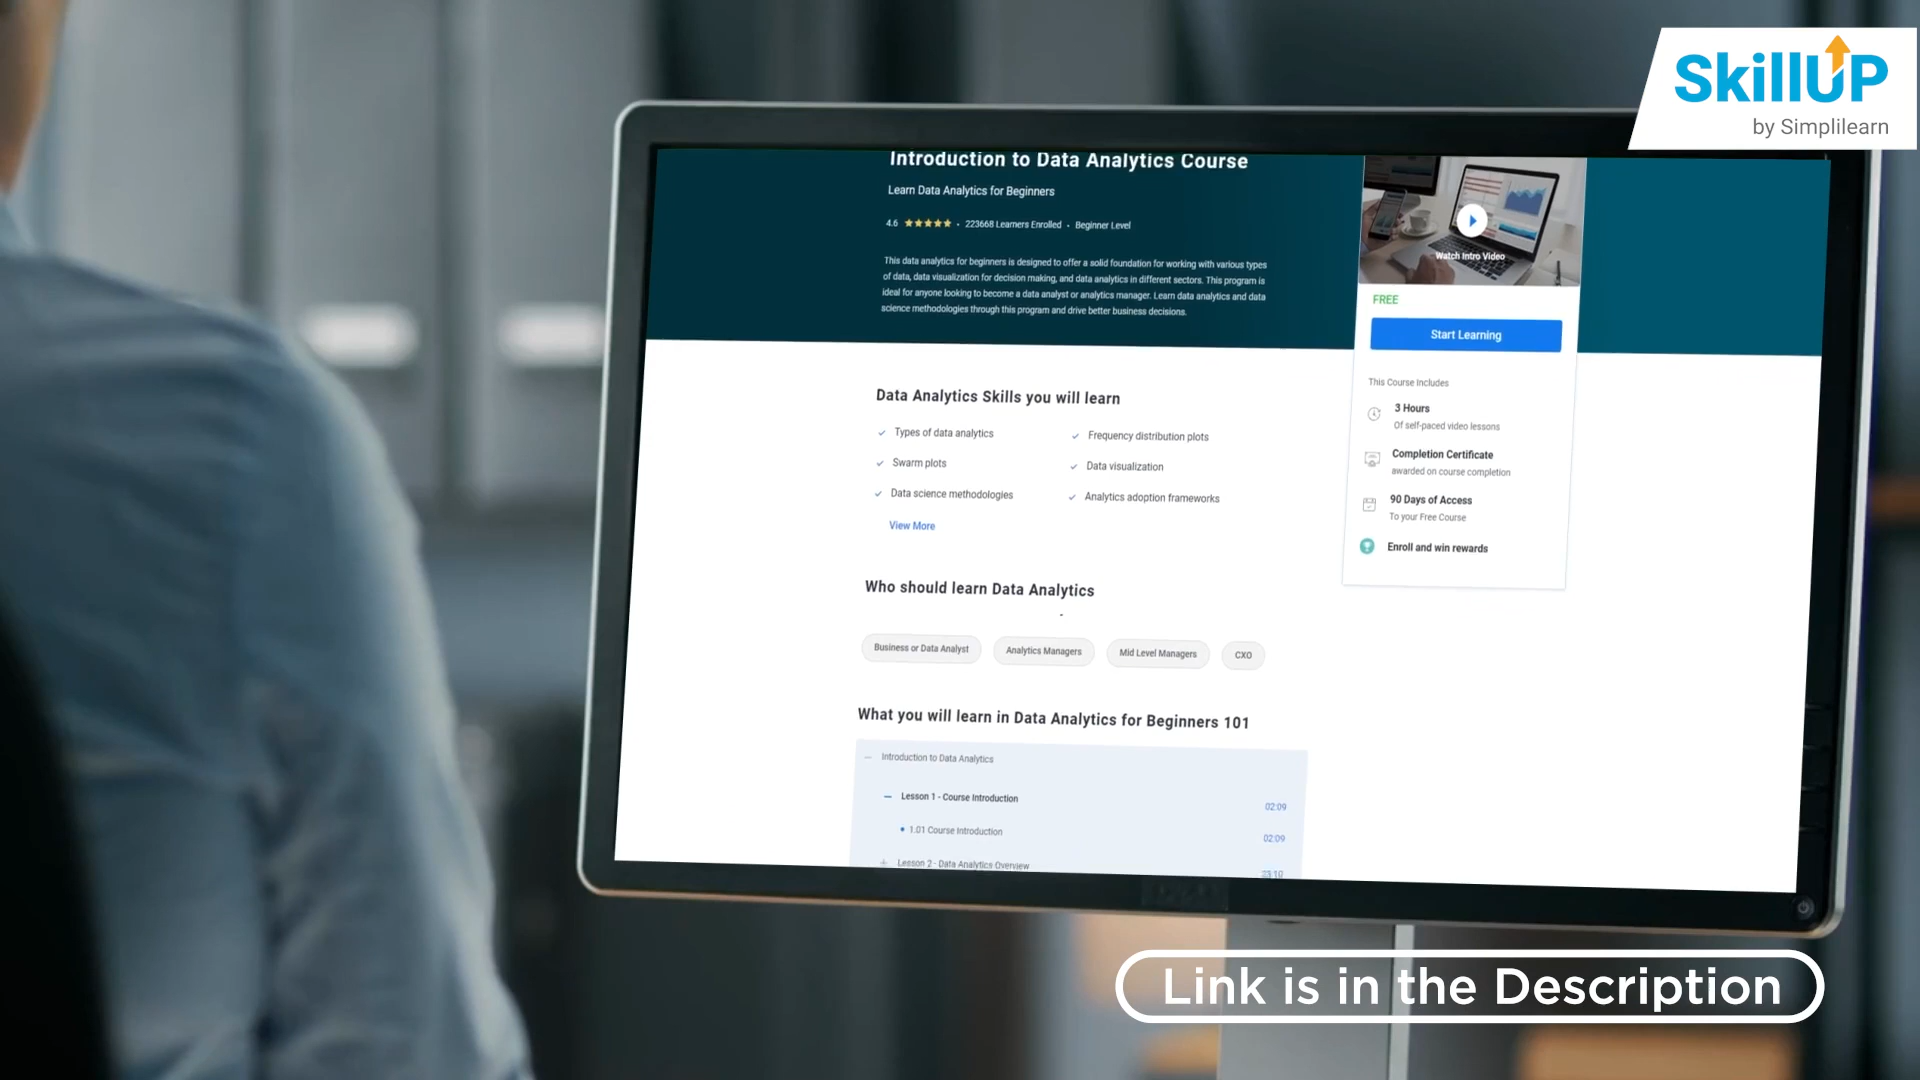 SkillUP
by Simplilearn
Introduction to Data Analytics Course
Learn Data Analytics for Beginners
4.6 ★★★★★ • 223668 Learners Enrolled • Beginner Level
This data analytics for beginners is designed to offer a solid foundation for working with various types
of data, data visualization for decision making, and data analytics in different sectors. This program is
ideal for anyone looking to become a data analyst or analytics manager. Learn data analytics and data
science methodologies through this program and drive better business decisions.
Watch Intro Video
FREE
Start Learning
This Course Includes
3 Hours
Of self-paced video lessons
Completion Certificate
awarded on course completion
90 Days of Access
To your Free Course
Enroll and win rewards
Data Analytics Skills you will learn
Types of data analytics
Frequency distribution plots
Swarm plots
Data visualization
Data science methodologies
Analytics adoption frameworks
View More
Who should learn Data Analytics
Business or Data Analyst
Analytics Managers
Mid Level Managers
CXO
What you will learn in Data Analytics for Beginners 101
Introduction to Data Analytics
Lesson 1 - Course Introduction 02:09
1.01 Course Introduction 02:09
Lesson 2 - Data Analytics Overview
Link is in the Description